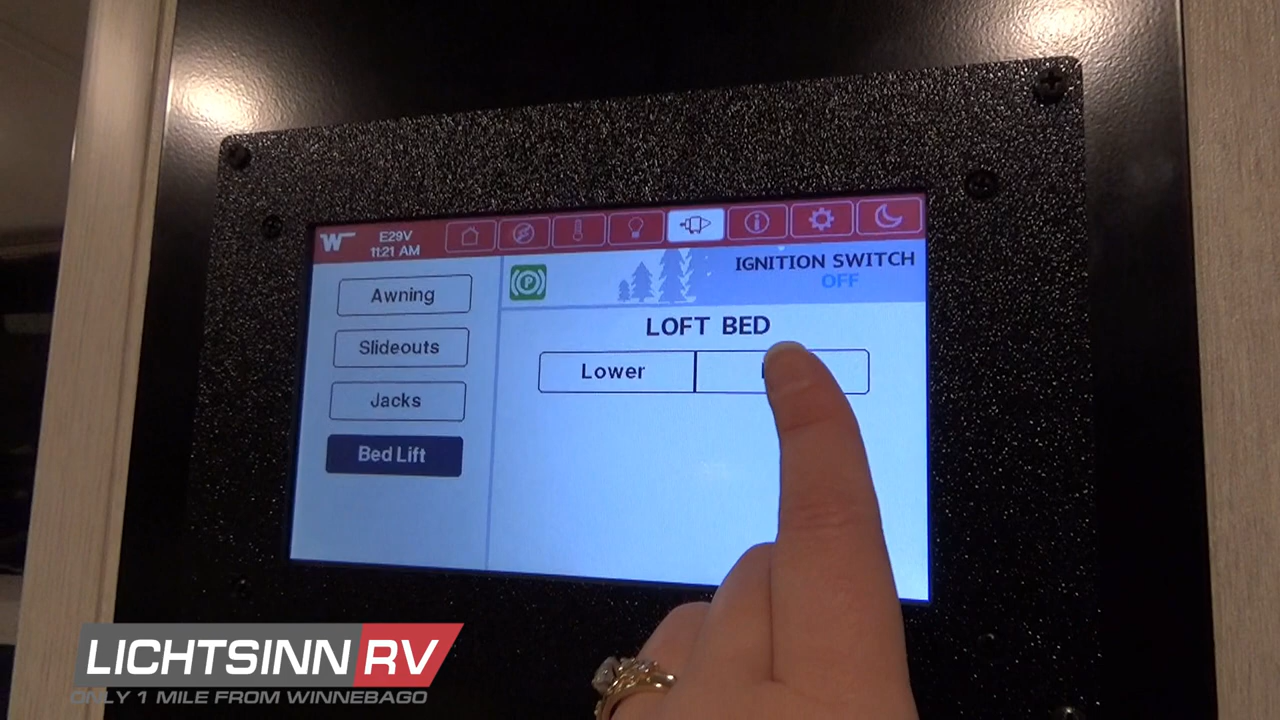 W
E29V
11:21 AM
IGNITION SWITCH
OFF
P
Awning
Slideouts
Jacks
Bed Lift
LOFT BED
Lower
LICHTSINN RV
ONLY 1 MILE FROM WINNEBAGO